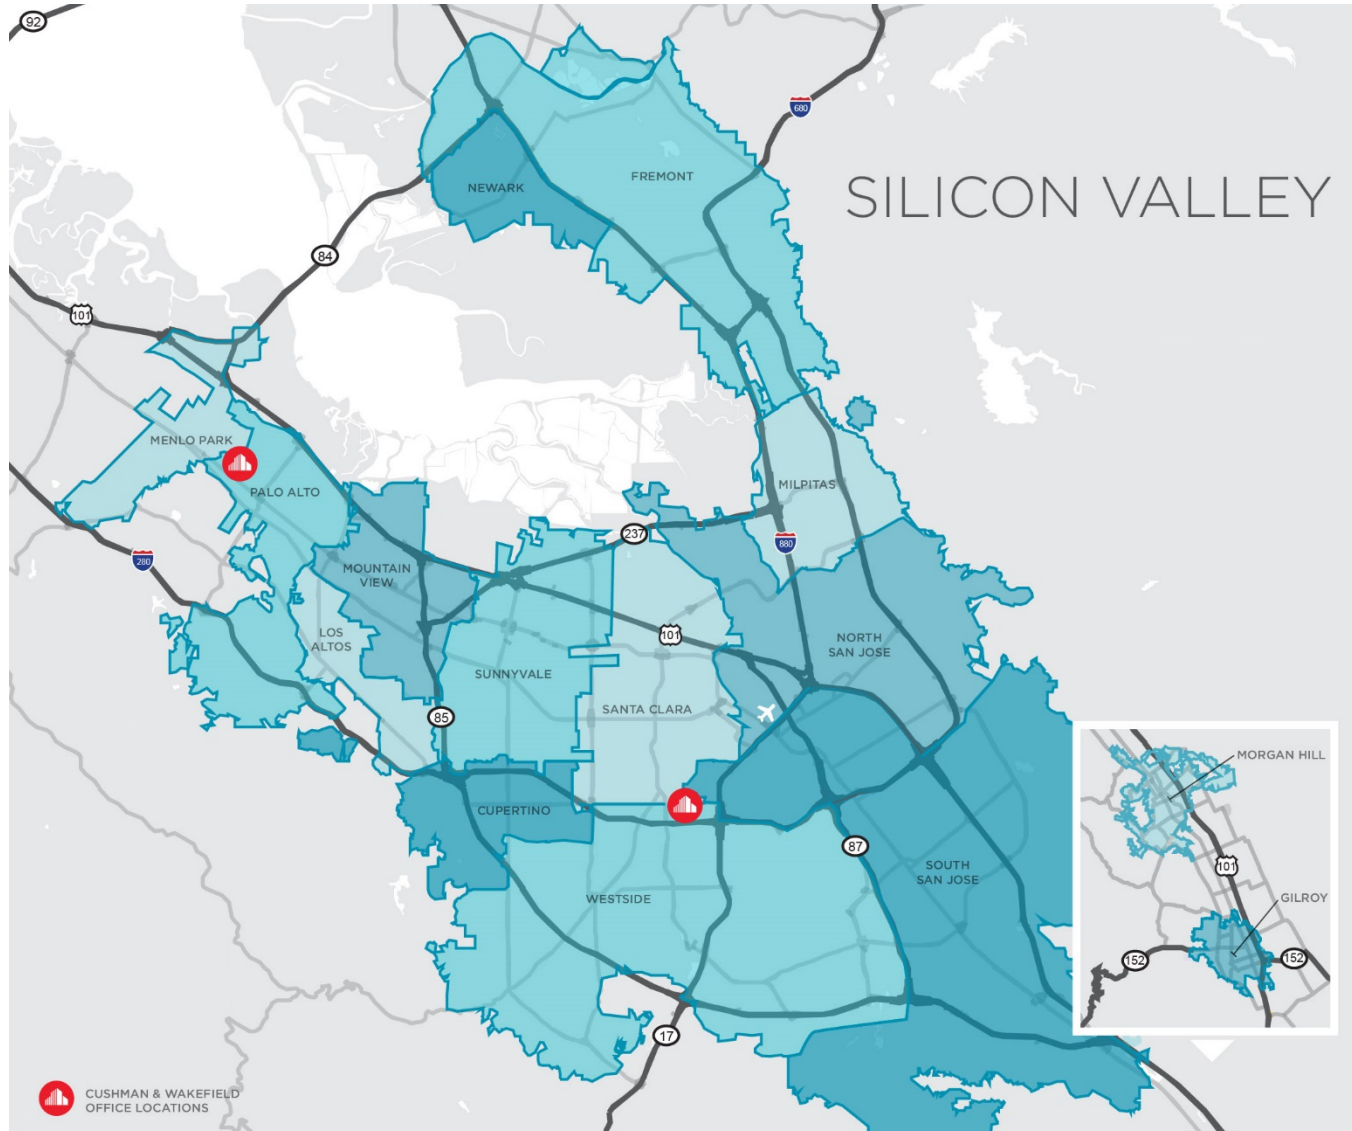 92
680
SILICON VALLEY
NEWARK
FREMONT
84
101
MENLO PARK
PALO ALTO
MILPITAS
237
880
280
MOUNTAIN
VIEW
LOS
ALTOS
101
NORTH
SAN JOSE
SUNNYVALE
SANTA CLARA
85
MORGAN HILL
CUPERTINO
87
101
SOUTH
SAN JOSE
WESTSIDE
GILROY
152
152
17
CUSHMAN & WAKEFIELD
OFFICE LOCATIONS